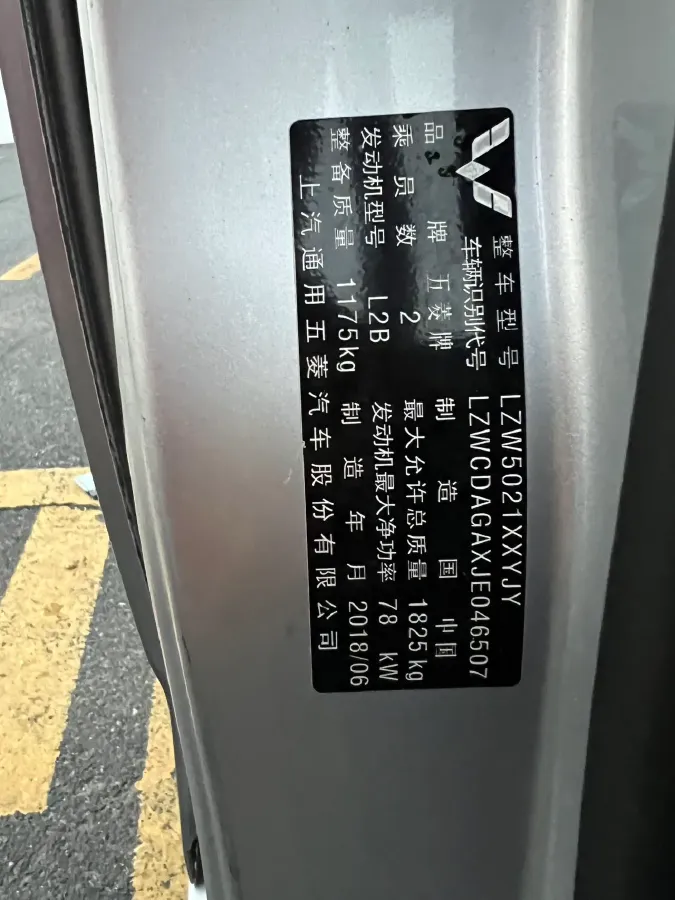 整车型号 LZW5021XXYJY
车辆识别代号 LZWCDAGAXJE046507
品牌 五菱牌 制造国 中国
乘员数 2 最大允许总质量 1825kg
发动机型号 L2B 发动机最大净功率 78 kW
整备质量 1175kg 制造年月 2018/06
上汽通用五菱汽车股份有限公司